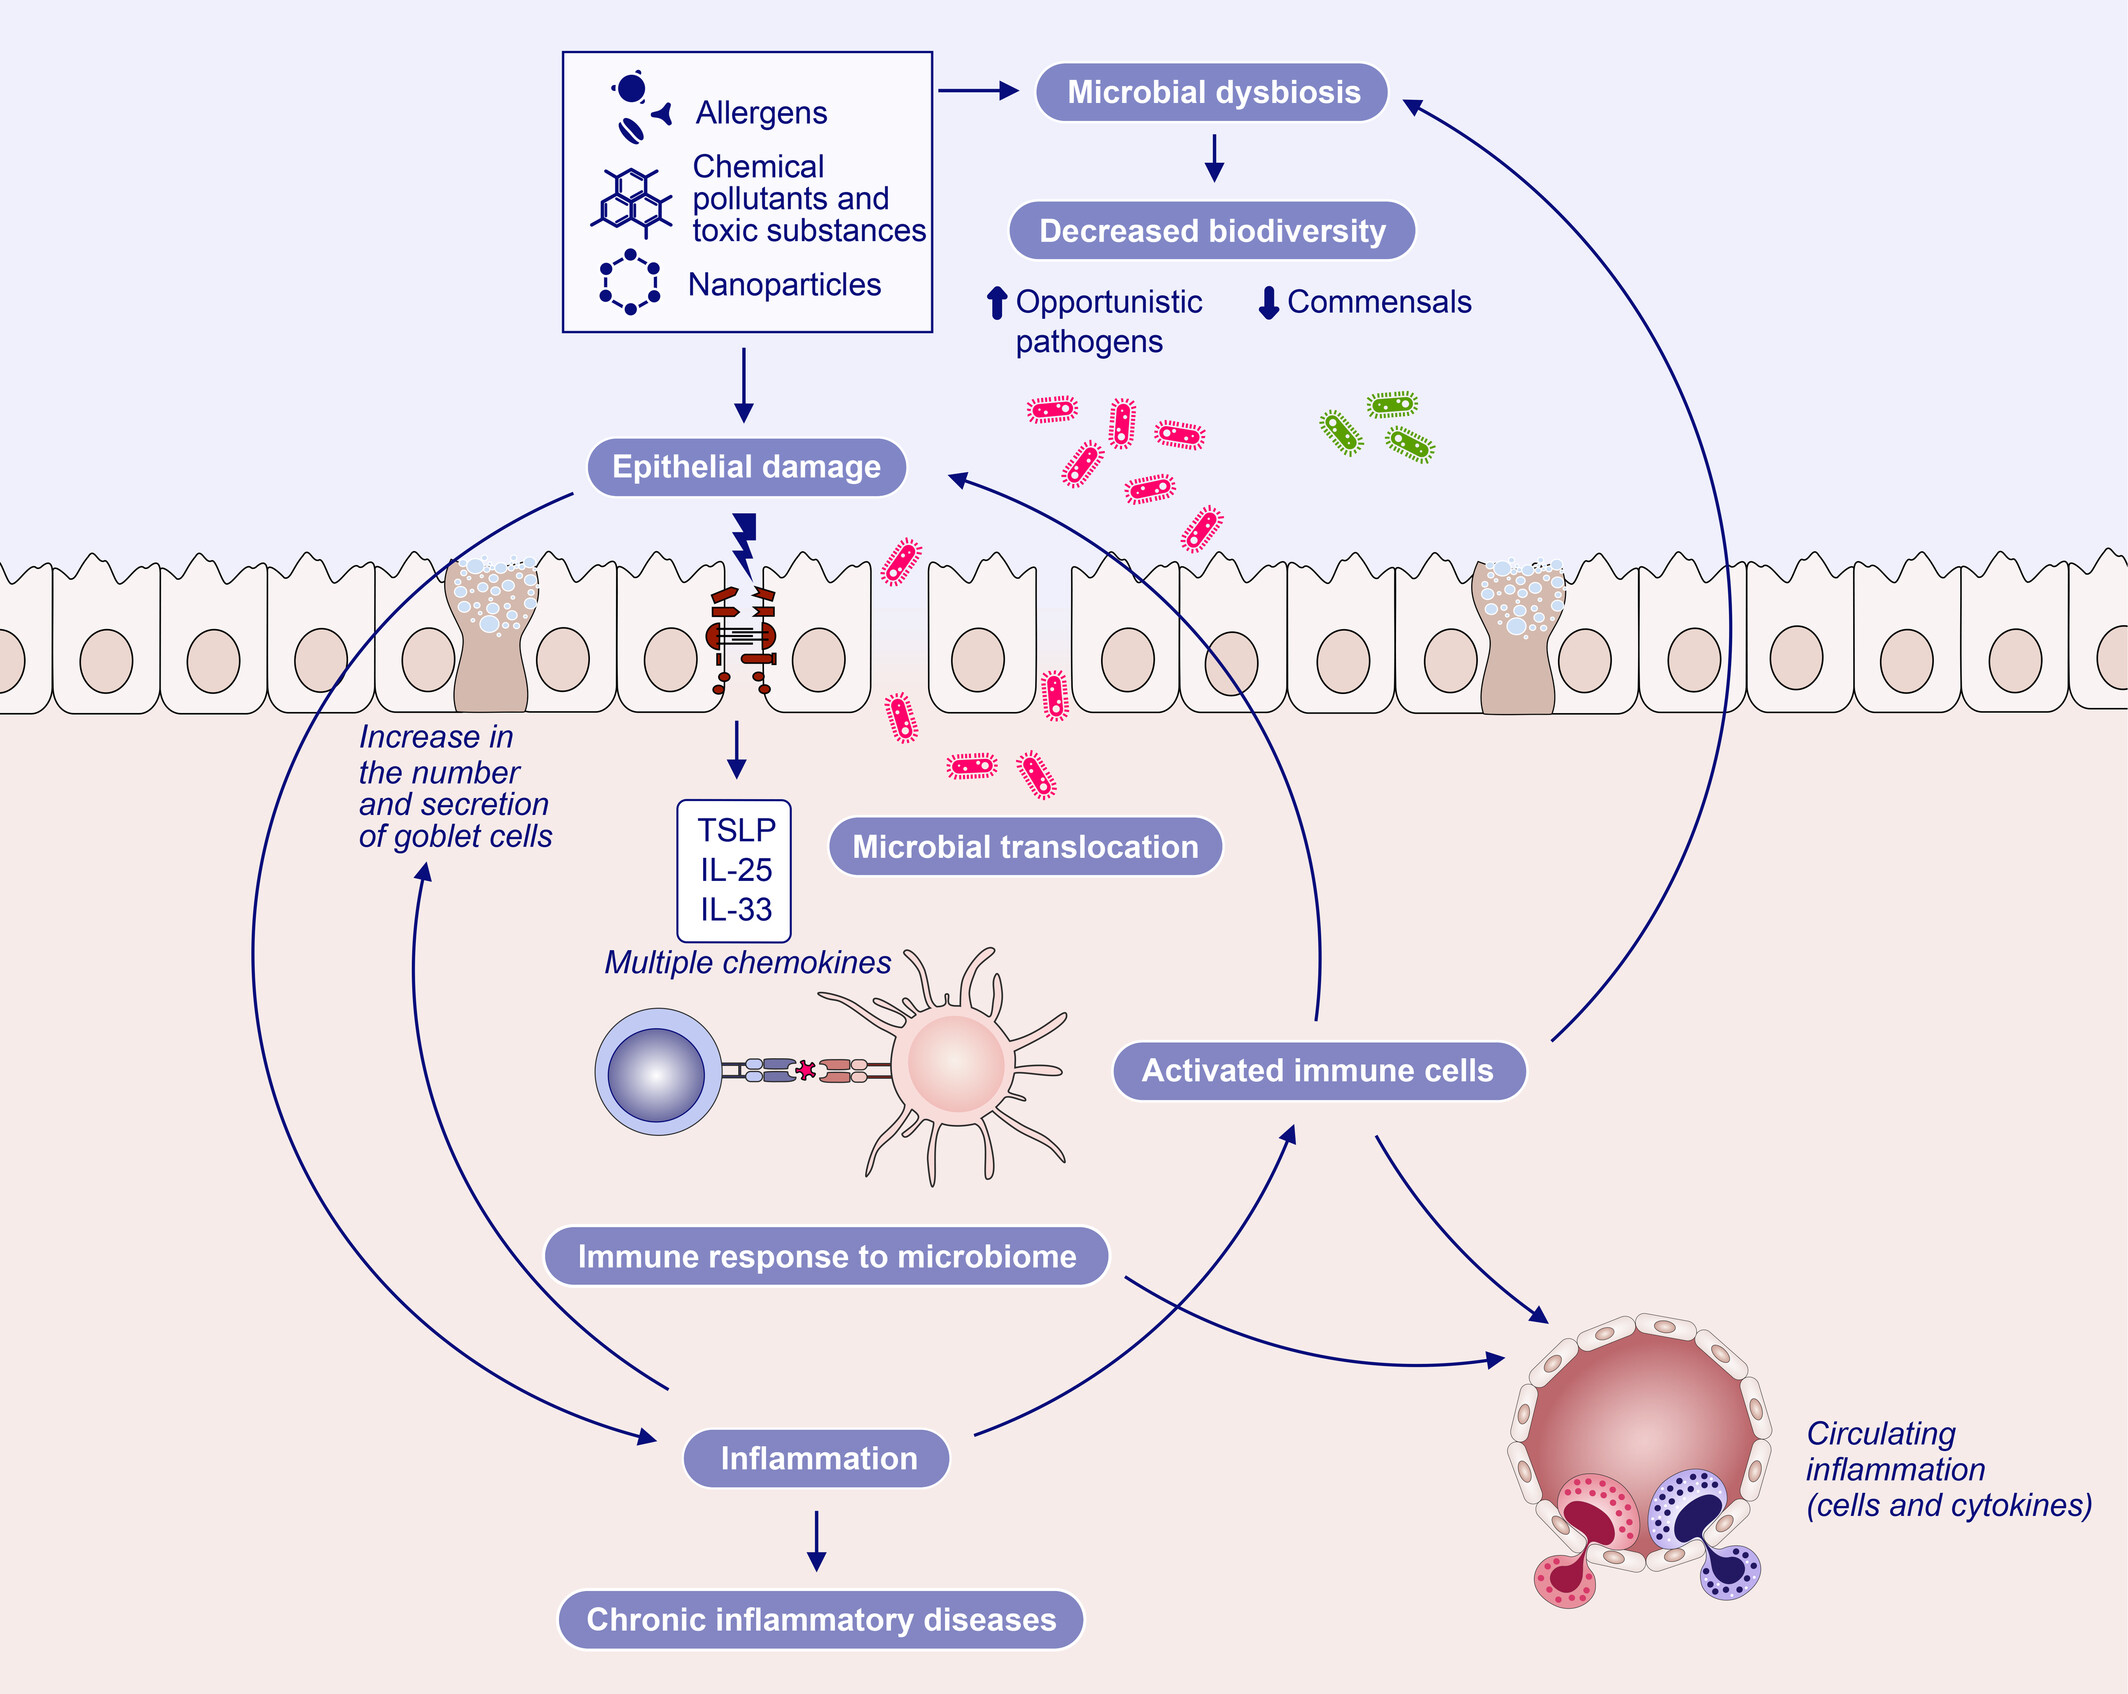 Allergens
Chemical
pollutants and
toxic substances
Nanoparticles
Microbial dysbiosis
Decreased biodiversity
Opportunistic
pathogens
Commensals
Epithelial damage
Increase in
the number
and secretion
of goblet cells
TSLP
IL-25
IL-33
Multiple chemokines
Microbial translocation
Activated immune cells
Immune response to microbiome
Inflammation
Circulating
inflammation
(cells and cytokines)
Chronic inflammatory diseases